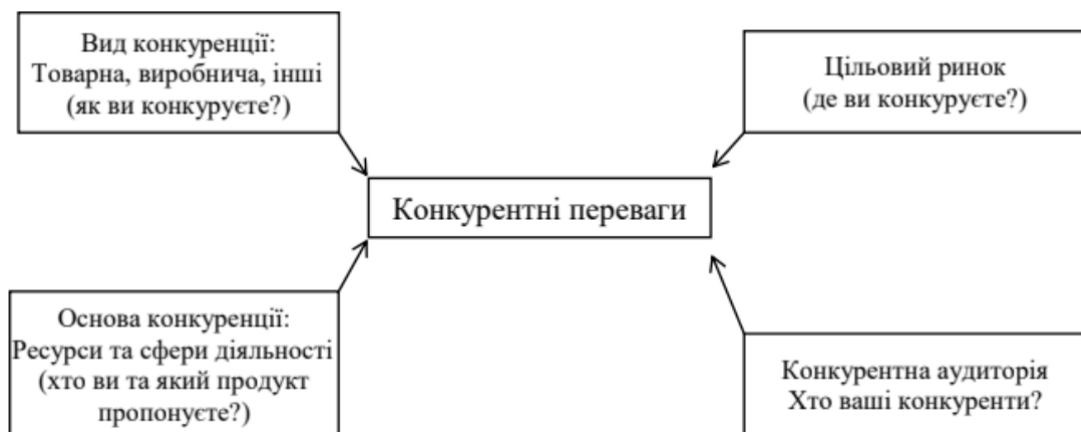 Вид конкуренції:
Товарна, виробнича, інші
(як ви конкуруєте?)
Цільовий ринок
(де ви конкуруєте?)
Конкурентні переваги
Основа конкуренції:
Ресурси та сфери діяльності
(хто ви та який продукт
пропонуєте?)
Конкурентна аудиторія
Хто ваші конкуренти?